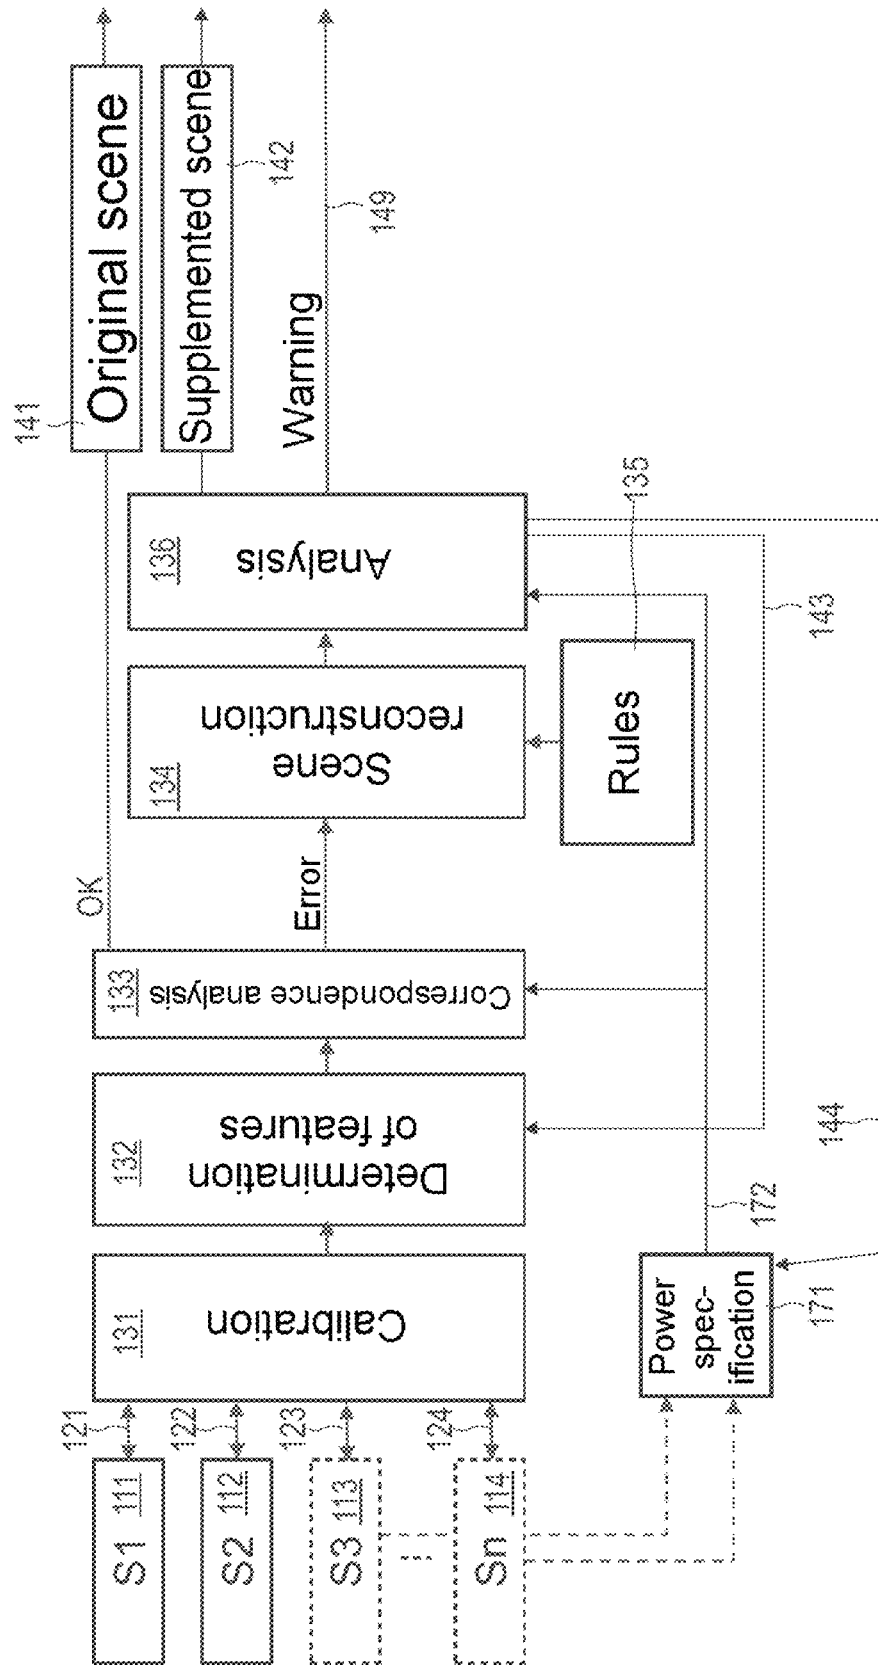 S1 111
S2 112
S3 113
Sn 114
121
122
123
124
131
Calibration
132
Determination
of features
133
Correspondence analysis
OK
Error
134
Scene
reconstruction
Rules
135
136
Analysis
141
Original scene
Supplemented scene
142
Warning
149
143
144
172
Power
spec-
ification
171